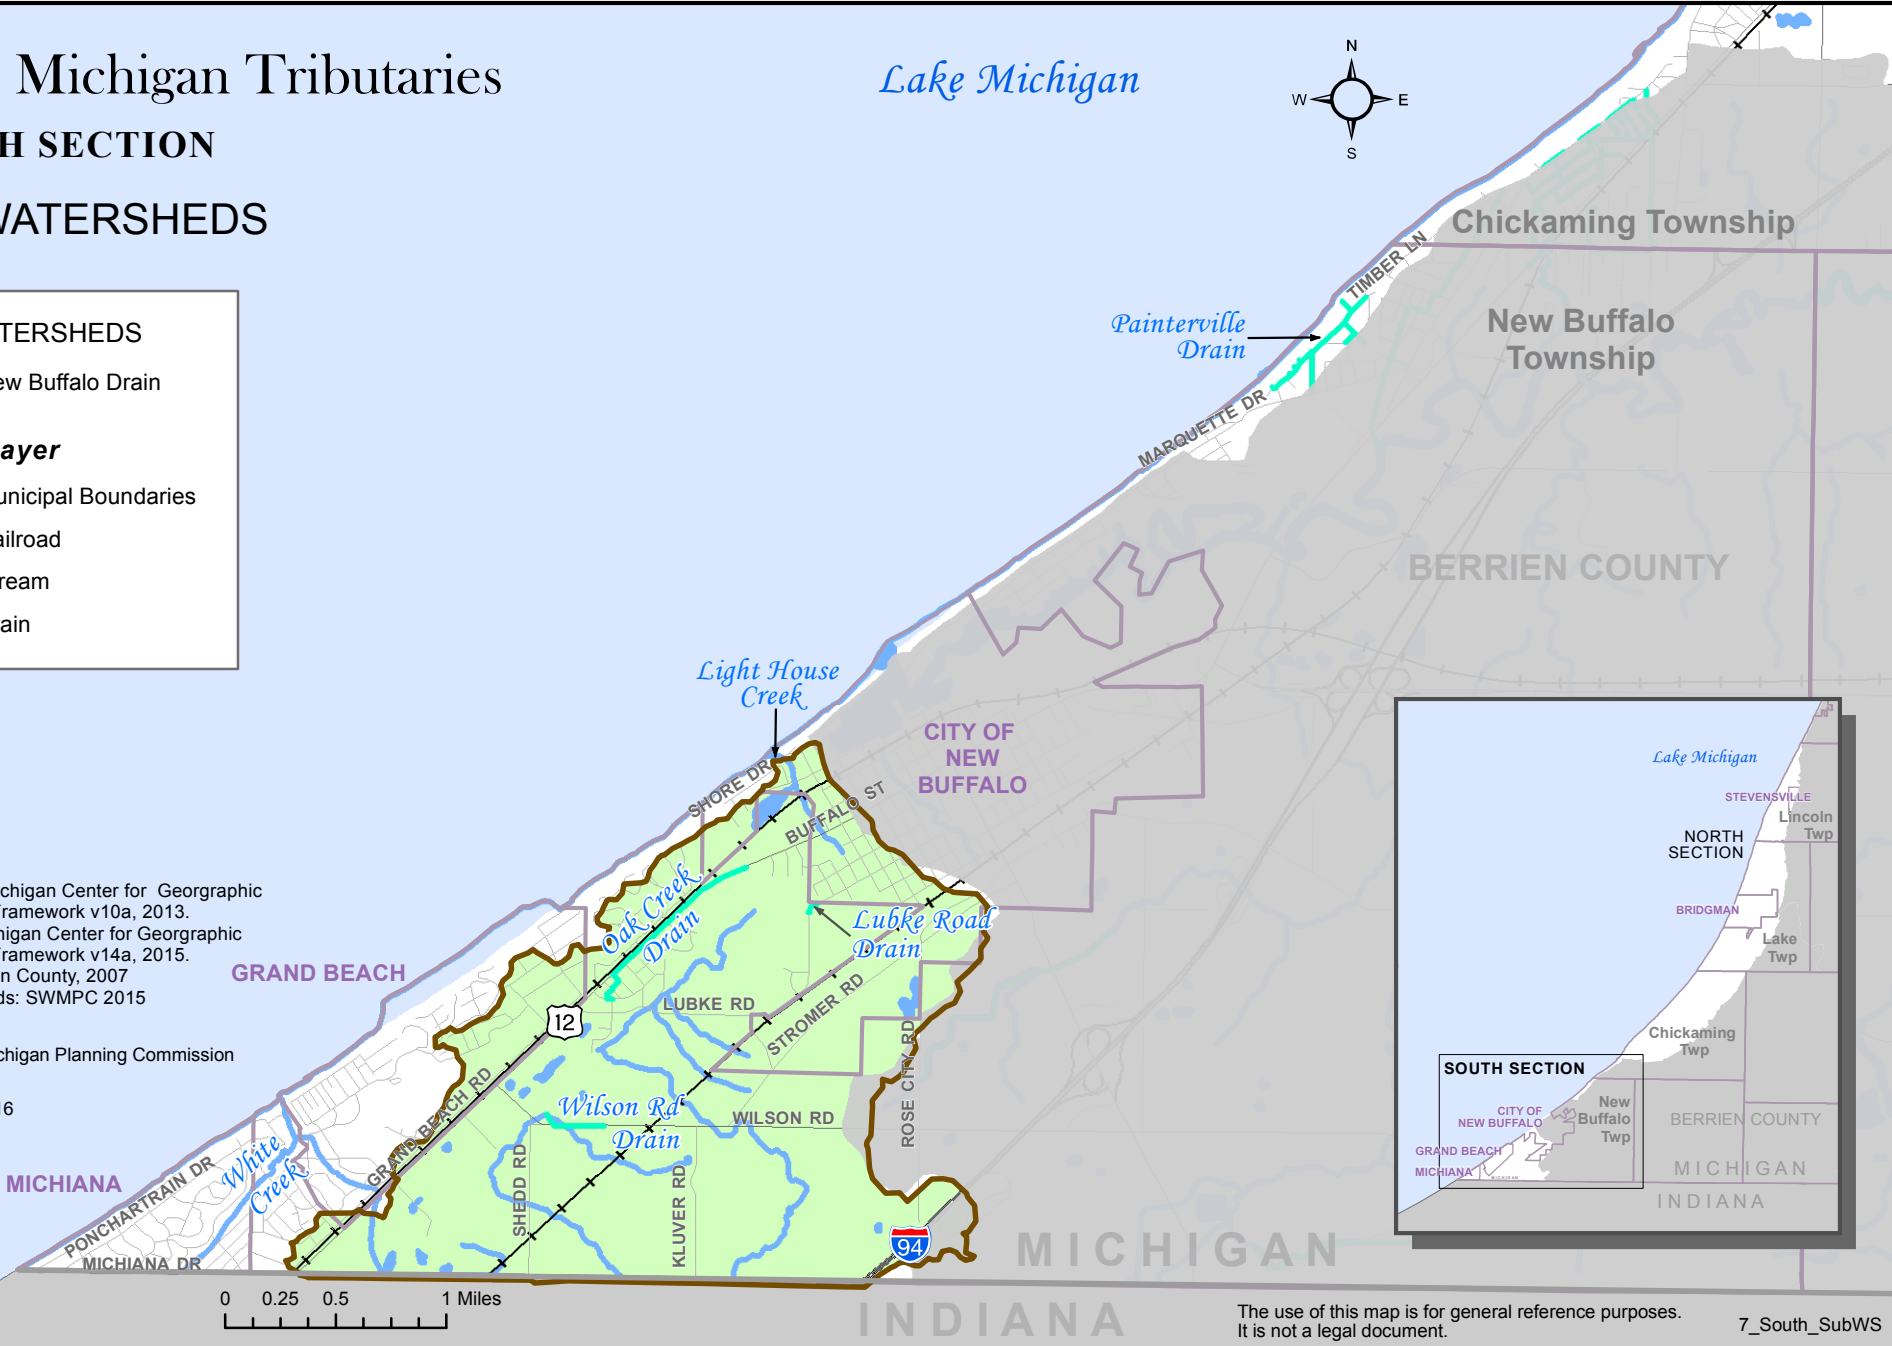 Michigan Tributaries
H SECTION
WATERSHEDS
TERSHEDS
ew Buffalo Drain
ayer
unicipal Boundaries
ailroad
ream
ain
Lake Michigan
N
W
E
S
Chickaming Township
TIMBER LN
New Buffalo
Township
Painterville
Drain
MARQUETTE DR
BERRIEN COUNTY
Light House
Creek
CITY OF
NEW
BUFFALO
SHORE DR
BUFFALO ST
Oak Creek
Drain
Lubke Road
Drain
GRAND BEACH
LUBKE RD
STROMER RD
12
ROSE CITY RD
GRAND BEACH RD
Wilson Rd
Drain
WILSON RD
SHEDD RD
KLUVER RD
White
Creek
MICHIANA
PONCHARTRAIN DR
MICHIANA DR
94
MICHIGAN
INDIANA
chigan Center for Georgraphic
ramework v10a, 2013.
higan Center for Georgraphic
ramework v14a, 2015.
n County, 2007
ds: SWMPC 2015
chigan Planning Commission
16
0 0.25 0.5 1 Miles
Lake Michigan
STEVENSVILLE
Lincoln
Twp
NORTH
SECTION
BRIDGMAN
Lake
Twp
Chickaming
Twp
SOUTH SECTION
CITY OF
NEW BUFFALO
New
Buffalo
Twp
BERRIEN COUNTY
GRAND BEACH
MICHIANA
MICHIGAN
MICHIGAN
INDIANA
The use of this map is for general reference purposes.
It is not a legal document.
7_South_SubWS